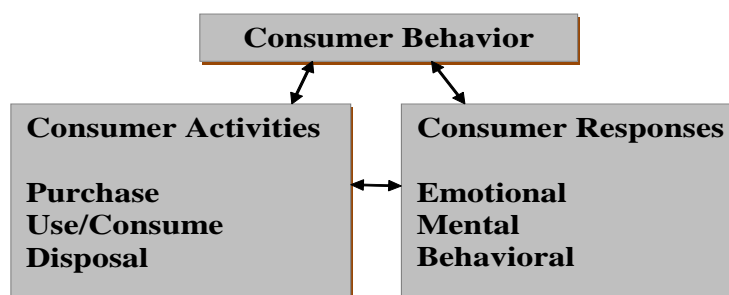 Consumer Behavior
Consumer Activities
Purchase
Use/Consume
Disposal
Consumer Responses
Emotional
Mental
Behavioral